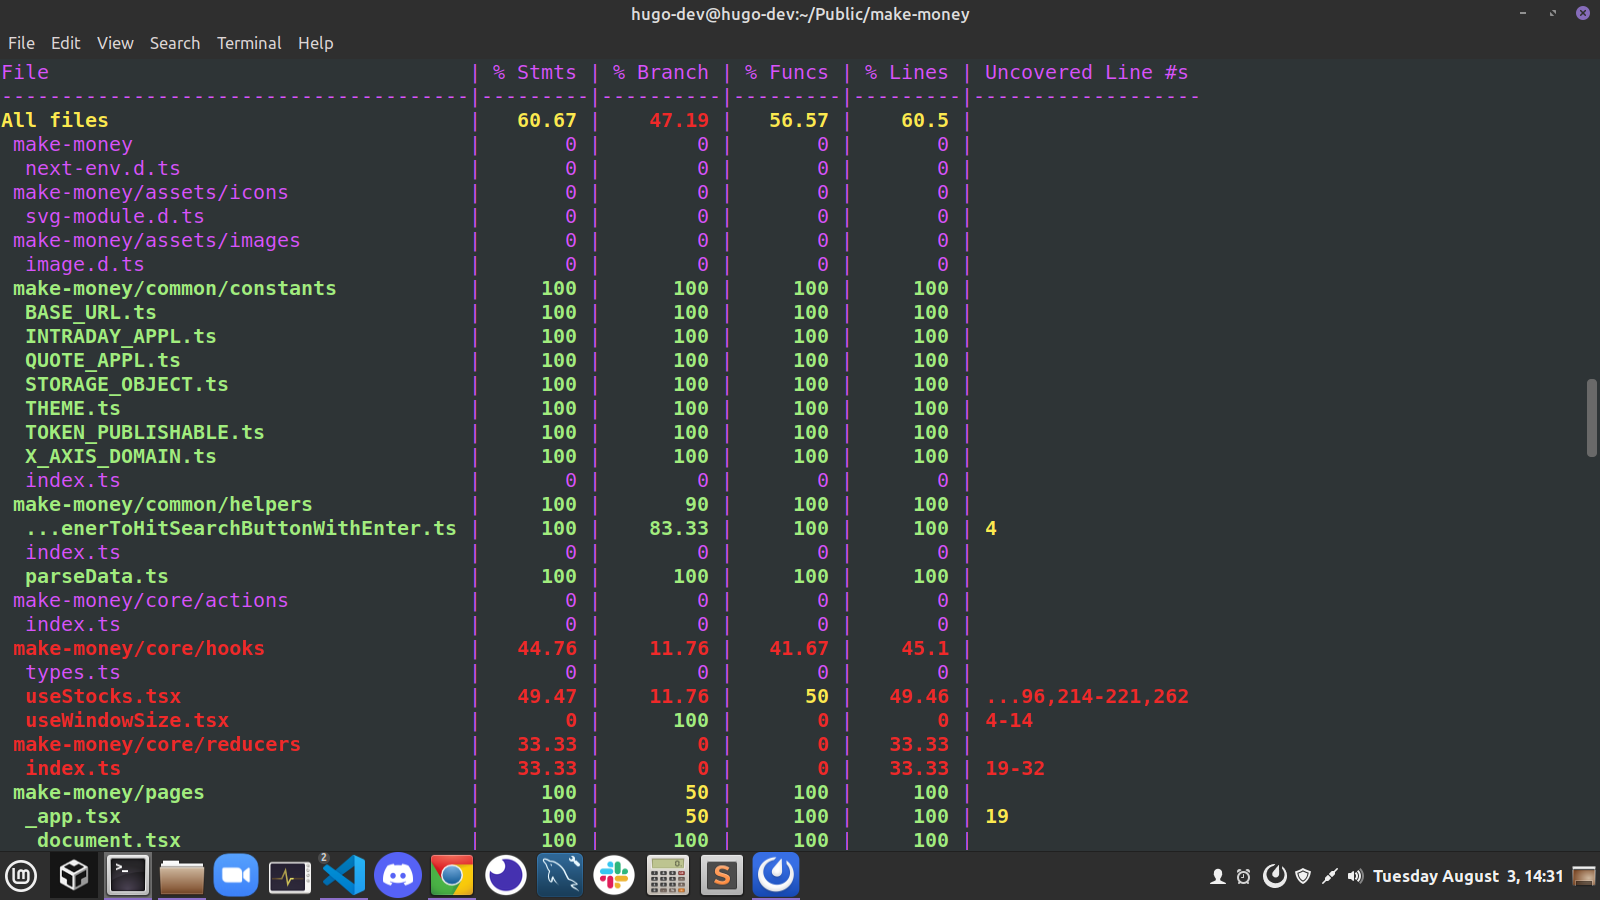 hugo-dev@hugo-dev:~/Public/make-money
File Edit View Search Terminal Help
File | % Stmts | % Branch | % Funcs | % Lines | Uncovered Line #s
---------------------------------------|---------|----------|---------|---------|-------------------
All files | 60.67 | 47.19 | 56.57 | 60.5 |
make-money | 0 | 0 | 0 | 0 |
next-env.d.ts | 0 | 0 | 0 | 0 |
make-money/assets/icons | 0 | 0 | 0 | 0 |
svg-module.d.ts | 0 | 0 | 0 | 0 |
make-money/assets/images | 0 | 0 | 0 | 0 |
image.d.ts | 0 | 0 | 0 | 0 |
make-money/common/constants | 100 | 100 | 100 | 100 |
BASE_URL.ts | 100 | 100 | 100 | 100 |
INTRADAY_APPL.ts | 100 | 100 | 100 | 100 |
QUOTE_APPL.ts | 100 | 100 | 100 | 100 |
STORAGE_OBJECT.ts | 100 | 100 | 100 | 100 |
THEME.ts | 100 | 100 | 100 | 100 |
TOKEN_PUBLISHABLE.ts | 100 | 100 | 100 | 100 |
X_AXIS_DOMAIN.ts | 100 | 100 | 100 | 100 |
index.ts | 0 | 0 | 0 | 0 |
make-money/common/helpers | 100 | 90 | 100 | 100 |
...enerToHitSearchButtonWithEnter.ts | 100 | 83.33 | 100 | 100 | 4
index.ts | 0 | 0 | 0 | 0 |
parseData.ts | 100 | 100 | 100 | 100 |
make-money/core/actions | 0 | 0 | 0 | 0 |
index.ts | 0 | 0 | 0 | 0 |
make-money/core/hooks | 44.76 | 11.76 | 41.67 | 45.1 |
types.ts | 0 | 0 | 0 | 0 |
useStocks.tsx | 49.47 | 11.76 | 50 | 49.46 | ...96,214-221,262
useWindowSize.tsx | 0 | 100 | 0 | 0 | 4-14
make-money/core/reducers | 33.33 | 0 | 0 | 33.33 |
index.ts | 33.33 | 0 | 0 | 33.33 | 19-32
make-money/pages | 100 | 50 | 100 | 100 |
_app.tsx | 100 | 50 | 100 | 100 | 19
_document.tsx | 100 | 100 | 100 | 100 |
2
Tuesday August 3, 14:31